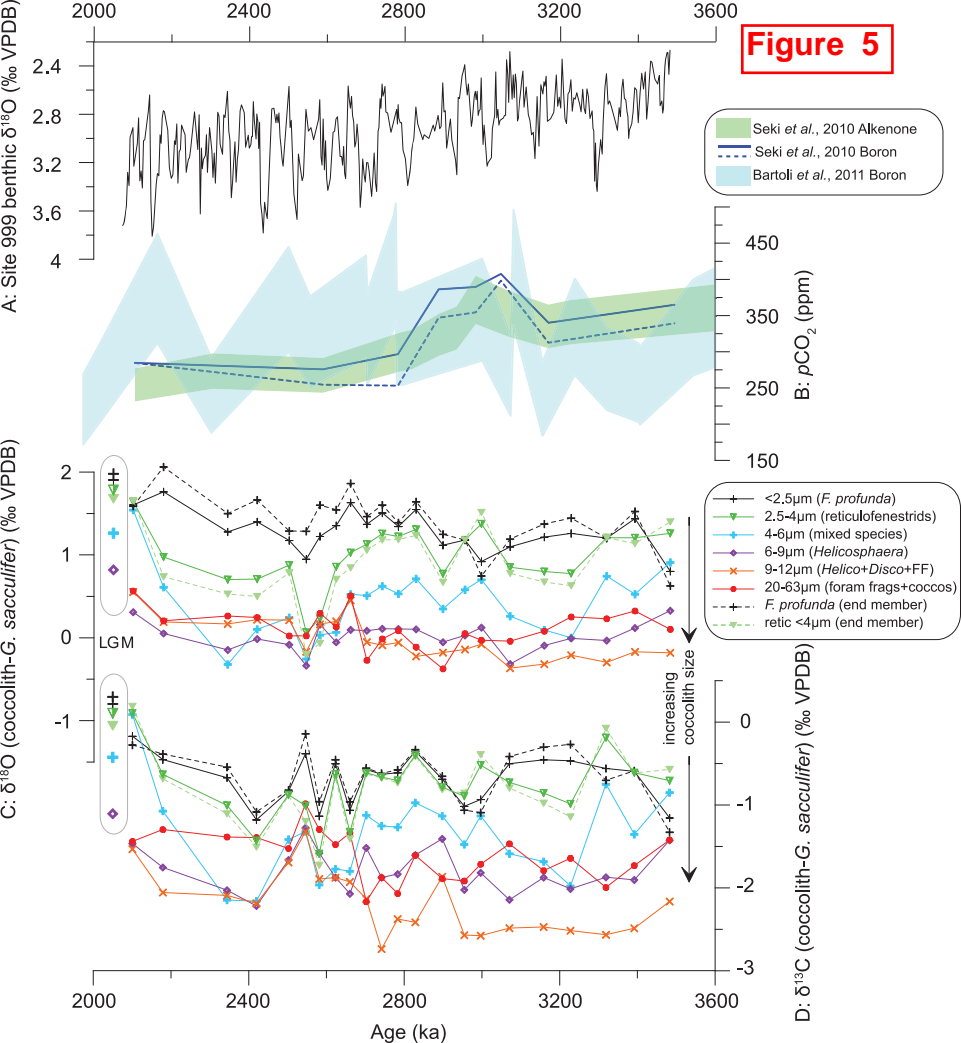 2000 2400 2800 3200 3600
Figure 5
A: Site 999 benthic δ¹⁸O (‰ VPDB)
2.4
2.8
3.2
3.6
4
Seki et al., 2010 Alkenone
Seki et al., 2010 Boron
Bartoli et al., 2011 Boron
450
350
250
150
B: pCO₂ (ppm)
C: δ¹⁸O (coccolith-G. sacculifer) (‰ VPDB)
2
1
0
-1
LGM
<2.5μm (F. profunda)
2.5-4μm (reticulofenestrids)
4-6μm (mixed species)
6-9μm (Helicosphaera)
9-12μm (Helico+Disco+FF)
20-63μm (foram frags+coccos)
F. profunda (end member)
retic <4μm (end member)
increasing
coccolith size
0
-1
-2
-3
D: δ¹³C (coccolith-G. sacculifer) (‰ VPDB)
2000 2400 2800 3200 3600
Age (ka)